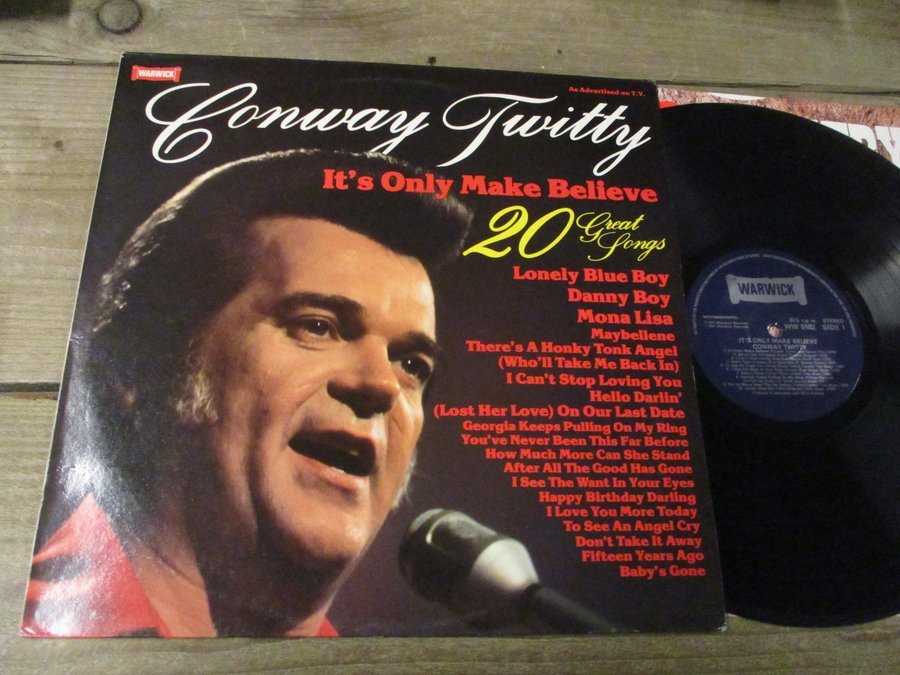 WARWICK
As Advertised on T.V.
Conway Twitty
It's Only Make Believe
20 Great Songs
Lonely Blue Boy
Danny Boy
Mona Lisa
Maybellene
There's A Honky Tonk Angel
(Who'll Take Me Back In)
I Can't Stop Loving You
Hello Darlin'
(Lost Her Love) On Our Last Date
Georgia Keeps Pulling On My Ring
You've Never Been This Far Before
How Much More Can She Stand
After All The Good Has Gone
I See The Want In Your Eyes
Happy Birthday Darling
I Love You More Today
To See An Angel Cry
Don't Take It Away
Fifteen Years Ago
Baby's Gone
WARWICK
STEREO
SIDE 1
IT'S ONLY MAKE BELIEVE
CONWAY TWITTY